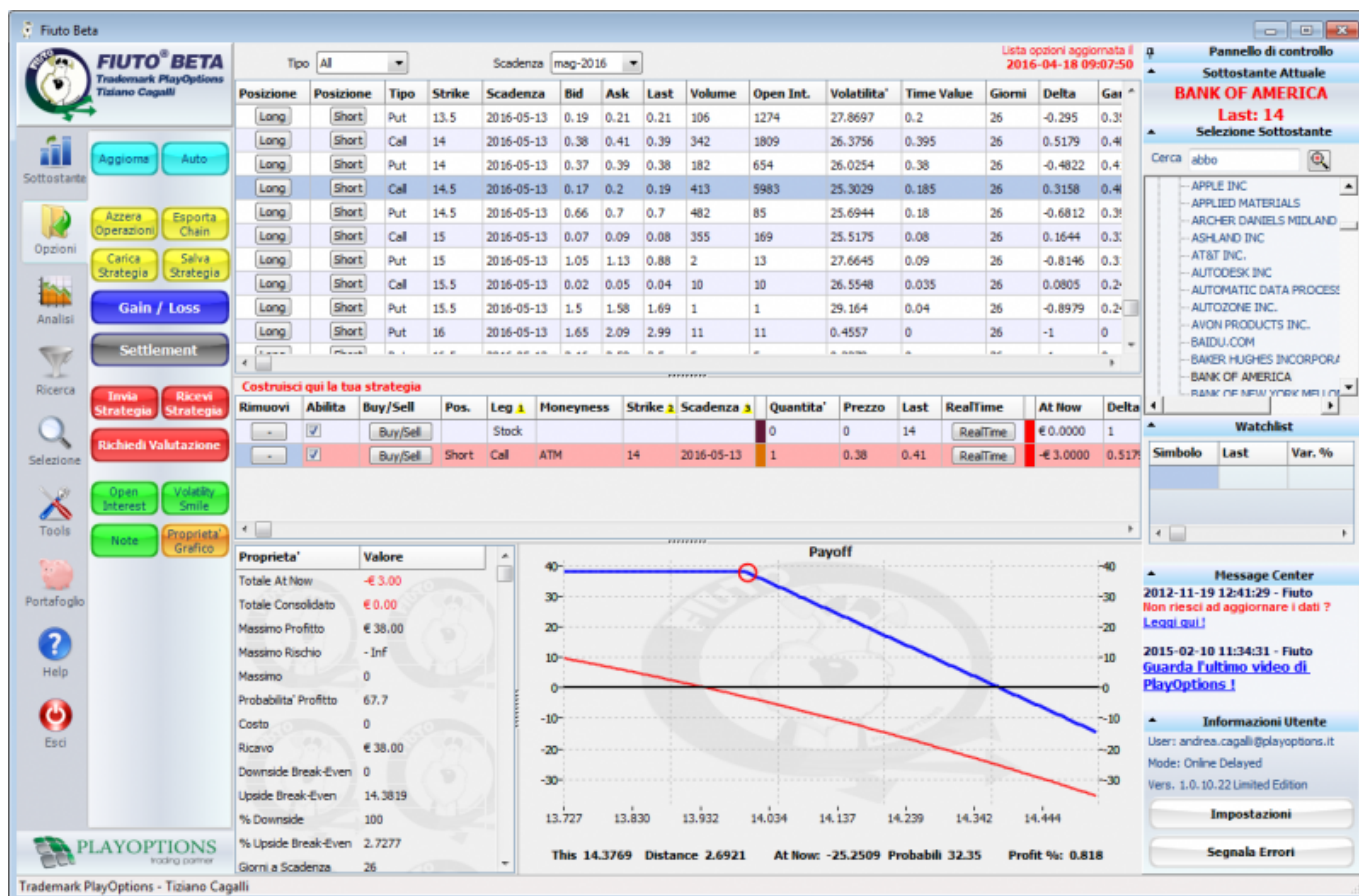 Fiuto Beta
FIUTO® BETA
Trademark PlayOptions
Tiziano Cagalli
Tipo All Scadenza mag-2016
Lista opzioni aggiornata il
2016-04-18 09:07:50
Posizione Posizione Tipo Strike Scadenza Bid Ask Last Volume Open Int. Volatilita' Time Value Giorni Delta
Long Short Put 13.5 2016-05-13 0.19 0.21 0.21 106 1274 27.8697 0.2 26 -0.295
Long Short Call 14 2016-05-13 0.38 0.41 0.39 342 1809 26.3756 0.395 26 0.5179
Long Short Put 14 2016-05-13 0.37 0.39 0.38 182 654 26.0254 0.38 26 -0.4822
Long Short Call 14.5 2016-05-13 0.17 0.2 0.19 413 5983 25.3029 0.185 26 0.3158
Long Short Put 14.5 2016-05-13 0.66 0.7 0.7 482 85 25.6944 0.18 26 -0.6812
Long Short Call 15 2016-05-13 0.07 0.09 0.08 355 169 25.5175 0.08 26 0.1644
Long Short Put 15 2016-05-13 1.05 1.13 0.88 2 13 27.6645 0.09 26 -0.8146
Long Short Call 15.5 2016-05-13 0.02 0.05 0.04 10 10 26.5548 0.035 26 0.0805
Long Short Put 15.5 2016-05-13 1.5 1.58 1.69 1 1 29.164 0.04 26 -0.8979
Long Short Put 16 2016-05-13 1.65 2.09 2.99 11 11 0.4557 0 26 -1 0
Sottostante
Opzioni
Analisi
Ricerca
Selezione
Tools
Portafoglio
Help
Esci
Aggiorna Auto
Azzera Operazioni Esporta Chain
Carica Strategia Salva Strategia
Gain / Loss
Settlement
Invia Strategia Ricevi Strategia
Richiedi Valutazione
Open Interest Volatility Smile
Note Proprieta' Grafico
PLAYOPTIONS
trading partner
Costruisci qui la tua strategia
Rimuovi Abilita Buy/Sell Pos. Leg 1 Moneyness Strike 2 Scadenza 3 Quantita' Prezzo Last RealTime At Now Delta
- Buy/Sell Stock 0 0 14 RealTime € 0.0000 1
- Buy/Sell Short Call ATM 14 2016-05-13 1 0.38 0.41 RealTime -€ 3.0000 0.5179
Proprieta' Valore
Totale At Now -€ 3.00
Totale Consolidato € 0.00
Massimo Profitto € 38.00
Massimo Rischio - Inf
Massimo 0
Probabilita' Profitto 67.7
Costo 0
Ricavo € 38.00
Downside Break-Even 0
Upside Break-Even 14.3819
% Downside 100
% Upside Break-Even 2.7277
Giorni a Scadenza 26
Payoff
40 40
30 30
20 20
10 10
0 0
-10 -10
-20 -20
-30 -30
13.727 13.830 13.932 14.034 14.137 14.239 14.342 14.444
This 14.3769 Distance 2.6921 At Now: -25.2509 Probabili 32.35 Profit %: 0.818
Pannello di controllo
Sottostante Attuale
BANK OF AMERICA
Last: 14
Selezione Sottostante
Cerca abbo
APPLE INC
APPLIED MATERIALS
ARCHER DANIELS MIDLAND
ASHLAND INC
AT&T INC.
AUTODESK INC
AUTOMATIC DATA PROCESS
AUTOZONE INC.
AVON PRODUCTS INC.
BAIDU.COM
BAKER HUGHES INCORPORA
BANK OF AMERICA
BANK OF NEW YORK MELLON
Watchlist
Simbolo Last Var. %
Message Center
2012-11-19 12:41:29 - Fiuto
Non riesci ad aggiornare i dati ?
Leggi qui !
2015-02-10 11:34:31 - Fiuto
Guarda l'ultimo video di
PlayOptions !
Informazioni Utente
User: andrea.cagalli@playoptions.it
Mode: Online Delayed
Vers. 1.0.10.22 Limited Edition
Impostazioni
Segnala Errori
Trademark PlayOptions - Tiziano Cagalli